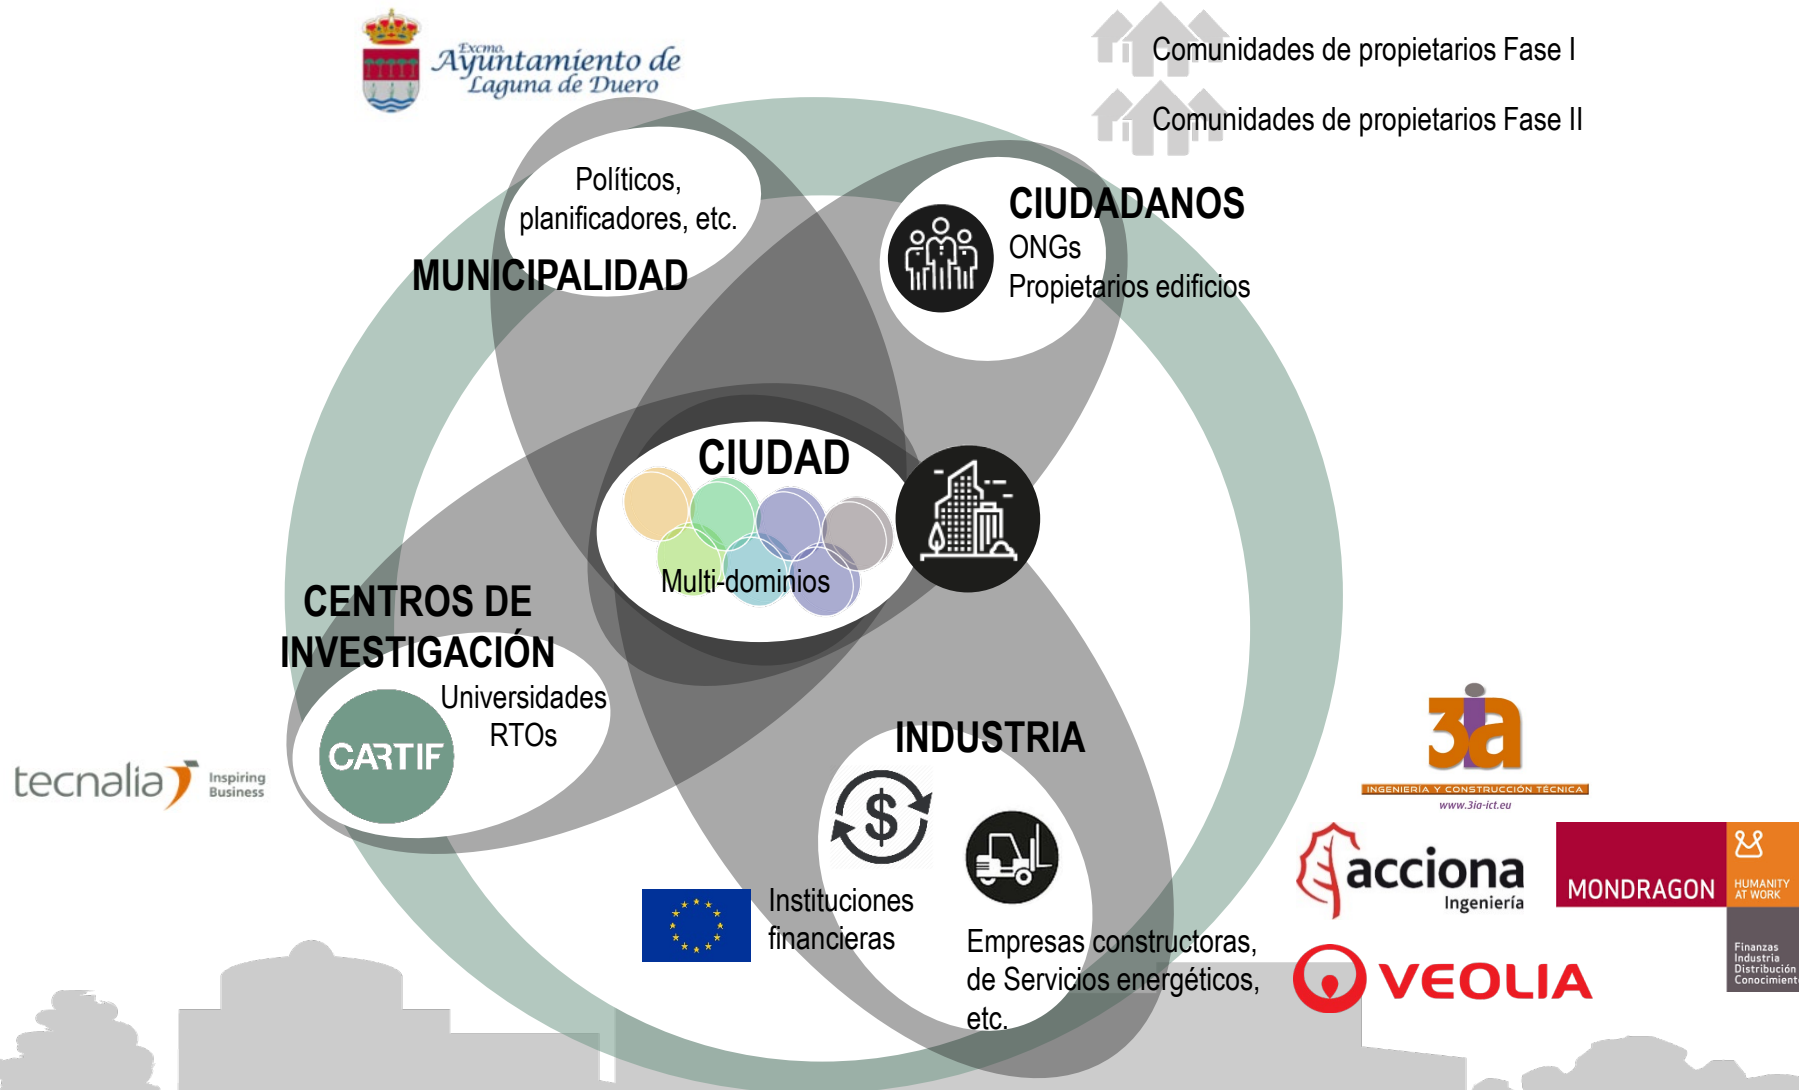 Excmo.
Ayuntamiento de
Laguna de Duero
Comunidades de propietarios Fase I
Comunidades de propietarios Fase II
Políticos,
planificadores, etc.
MUNICIPALIDAD
CIUDADANOS
ONGs
Propietarios edificios
CIUDAD
Multi-dominios
CENTROS DE
INVESTIGACIÓN
Universidades
RTOs
CARTIF
tecnalia
Inspiring
Business
INDUSTRIA
$
Instituciones
financieras
Empresas constructoras,
de Servicios energéticos,
etc.
3ia
INGENIERÍA Y CONSTRUCCIÓN TÉCNICA
www.3ia-ict.eu
acciona
Ingeniería
MONDRAGON
HUMANITY
AT WORK
Finanzas
Industria
Distribución
Conocimiento
VEOLIA